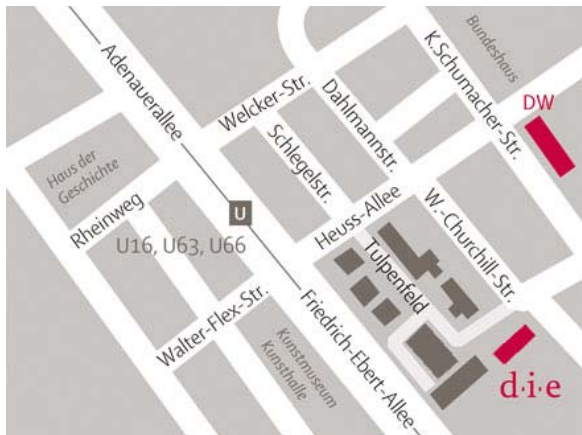 Adenauerallee
Bundeshaus
K.Schumacher-Str.
DW
Welcker-Str.
Dahlmannstr.
Schlegelstr.
Haus der
Geschichte
Rheinweg
U
U16, U63, U66
Heuss-Allee
W.-Churchill-Str.
Tulpenfeld
Walter-Flex-Str.
Friedrich-Ebert-Allee
Kunstmuseum
Kunsthalle
d·i·e